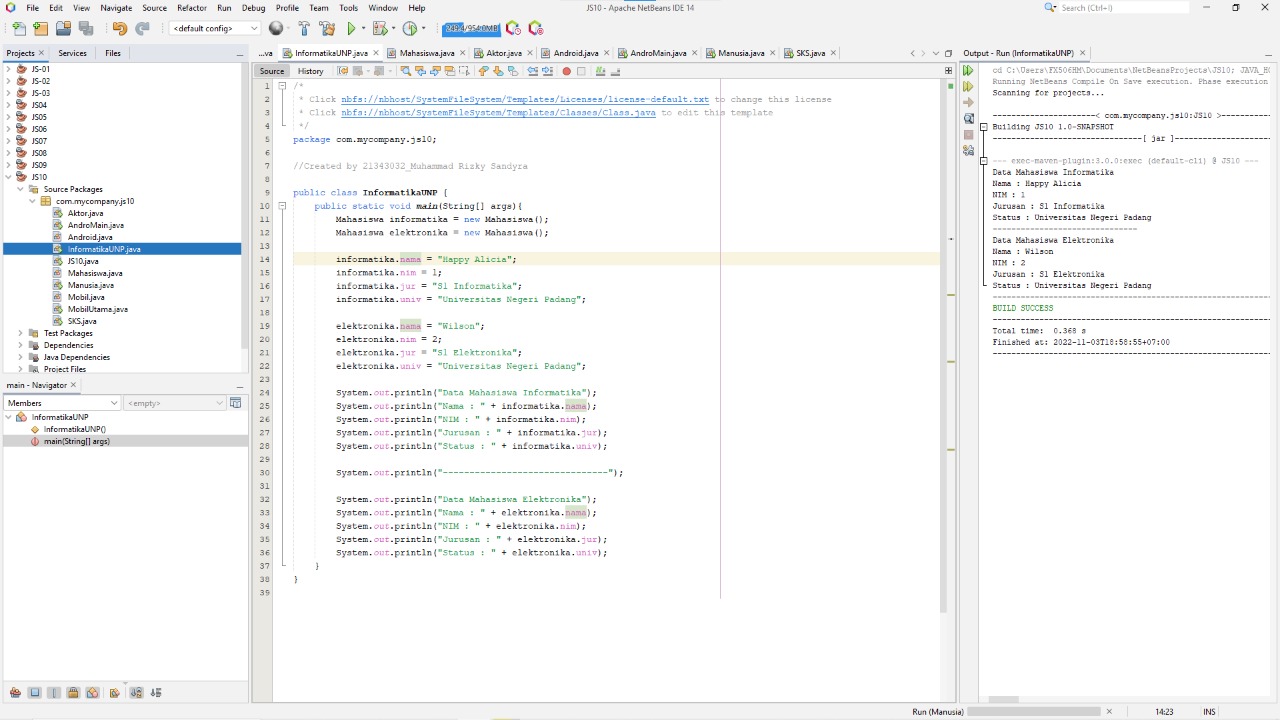 File Edit View Navigate Source Refactor Run Debug Profile Team Tools Window Help
JS10 - Apache NetBeans IDE 14
Search (Ctrl+I)
<default config>
Projects Services Files
JS-01
JS-02
JS-03
JS04
JS05
JS06
JS07
JS08
JS09
JS10
Source Packages
com.mycompany.js10
Aktor.java
AndroMain.java
Android.java
InformatikaUNP.java
JS10.java
Mahasiswa.java
Manusia.java
Mobil.java
MobilUtama.java
SKS.java
Test Packages
Dependencies
Java Dependencies
Project Files
main - Navigator
Members <empty>
InformatikaUNP
InformatikaUNP()
main(String[] args)
...va InformatikaUNP.java Mahasiswa.java Aktor.java Android.java AndroMain.java Manusia.java SKS.java
Source History
1 /*
2 * Click nbfs://nbhost/SystemFileSystem/Templates/Licenses/license-default.txt to change this license
3 * Click nbfs://nbhost/SystemFileSystem/Templates/Classes/Class.java to edit this template
4 */
5 package com.mycompany.js10;
6
7 //Created by 21343032_Muhammad Rizky Sandyra
8
9 public class InformatikaUNP {
10 public static void main(String[] args){
11 Mahasiswa informatika = new Mahasiswa();
12 Mahasiswa elektronika = new Mahasiswa();
13
14 informatika.nama = "Happy Alicia";
15 informatika.nim = 1;
16 informatika.jur = "S1 Informatika";
17 informatika.univ = "Universitas Negeri Padang";
18
19 elektronika.nama = "Wilson";
20 elektronika.nim = 2;
21 elektronika.jur = "S1 Elektronika";
22 elektronika.univ = "Universitas Negeri Padang";
23
24 System.out.println("Data Mahasiswa Informatika");
25 System.out.println("Nama : " + informatika.nama);
26 System.out.println("NIM : " + informatika.nim);
27 System.out.println("Jurusan : " + informatika.jur);
28 System.out.println("Status : " + informatika.univ);
29
30 System.out.println("-------------------------------");
31
32 System.out.println("Data Mahasiswa Elektronika");
33 System.out.println("Nama : " + elektronika.nama);
34 System.out.println("NIM : " + elektronika.nim);
35 System.out.println("Jurusan : " + elektronika.jur);
36 System.out.println("Status : " + elektronika.univ);
37 }
38 }
39
Output - Run (InformatikaUNP)
cd C:\Users\FX506HM\Documents\NetBeansProjects\JS10; JAVA_HO
Running NetBeans Compile On Save execution. Phase execution
Scanning for projects...
-------------------< com.mycompany:JS10 >-------------------
Building JS10 1.0-SNAPSHOT
--------------------------------[ jar ]---------------------------------
--- exec-maven-plugin:3.0.0:exec (default-cli) @ JS10 ---
Data Mahasiswa Informatika
Nama : Happy Alicia
NIM : 1
Jurusan : S1 Informatika
Status : Universitas Negeri Padang
-------------------------------
Data Mahasiswa Elektronika
Nama : Wilson
NIM : 2
Jurusan : S1 Elektronika
Status : Universitas Negeri Padang
------------------------------------------------------------------------
BUILD SUCCESS
------------------------------------------------------------------------
Total time: 0.368 s
Finished at: 2022-11-03T18:58:55+07:00
------------------------------------------------------------------------
Run (Manusia) 14:23 INS